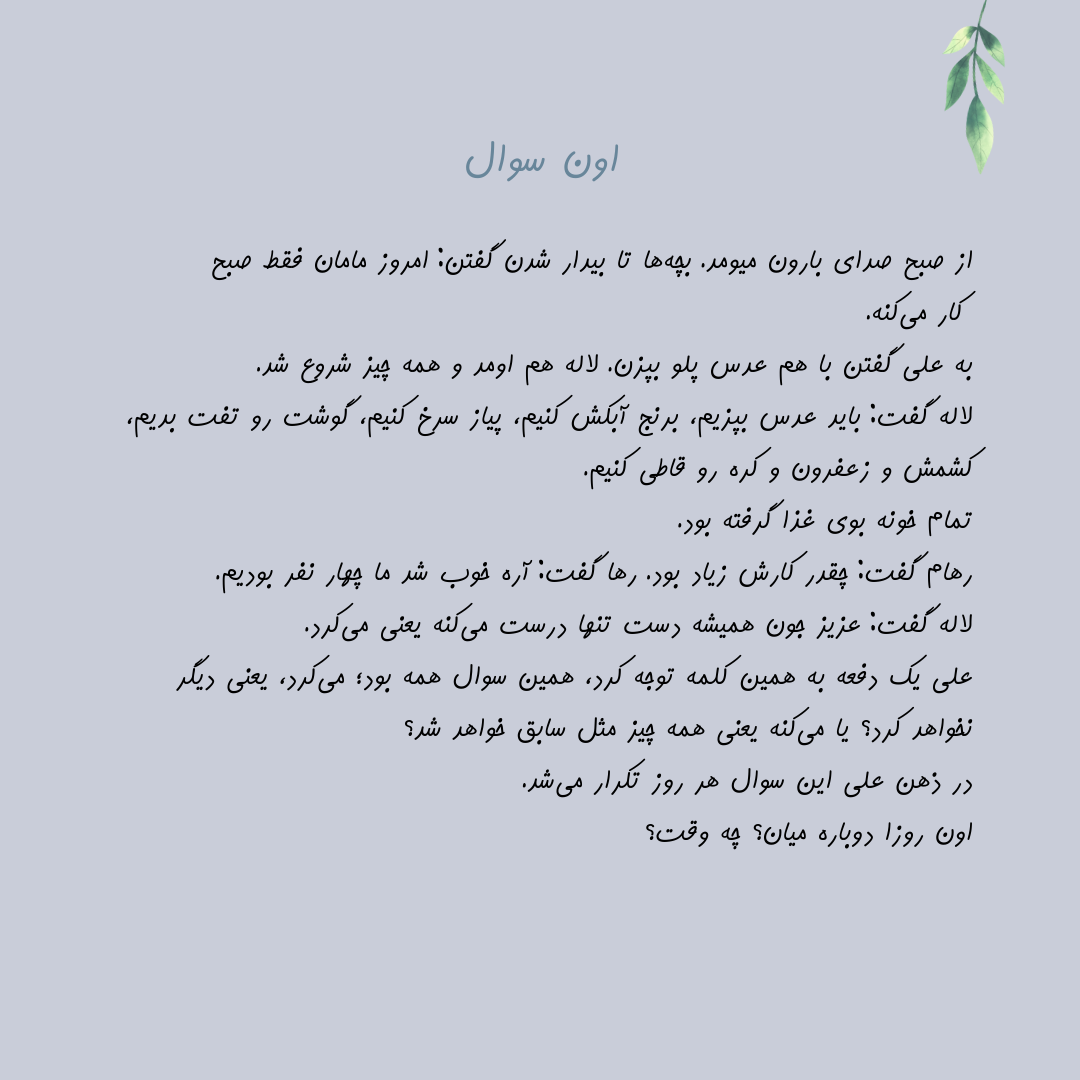 اون سوال
از صبح صدای بارون میومد. بچه‌ها تا بیدار شدن گفتن: امروز مامان فقط صبح
کار می‌کنه.
به علی گفتن با هم عدس پلو بپزن. لاله هم اومد و همه چیز شروع شد.
لاله گفت: باید عدس بپزیم، برنج آبکش کنیم، پیاز سرخ کنیم، گوشت رو تفت بدیم،
کشمش و زعفرون و کره رو قاطی کنیم.
تمام خونه بوی غذا گرفته بود.
رهام گفت: چقدر کارش زیاد بود. رها گفت: آره خوب شد ما چهار نفر بودیم.
لاله گفت: عزیز جون همیشه دست تنها درست می‌کنه یعنی می‌کرد.
علی یک دفعه به همین کلمه توجه کرد، همین سوال همه بود؛ می‌کرد، یعنی دیگر
نخواهد کرد؟ یا می‌کنه یعنی همه چیز مثل سابق خواهد شد؟
در ذهن علی این سوال هر روز تکرار می‌شد.
اون روزا دوباره میان؟ چه وقت؟